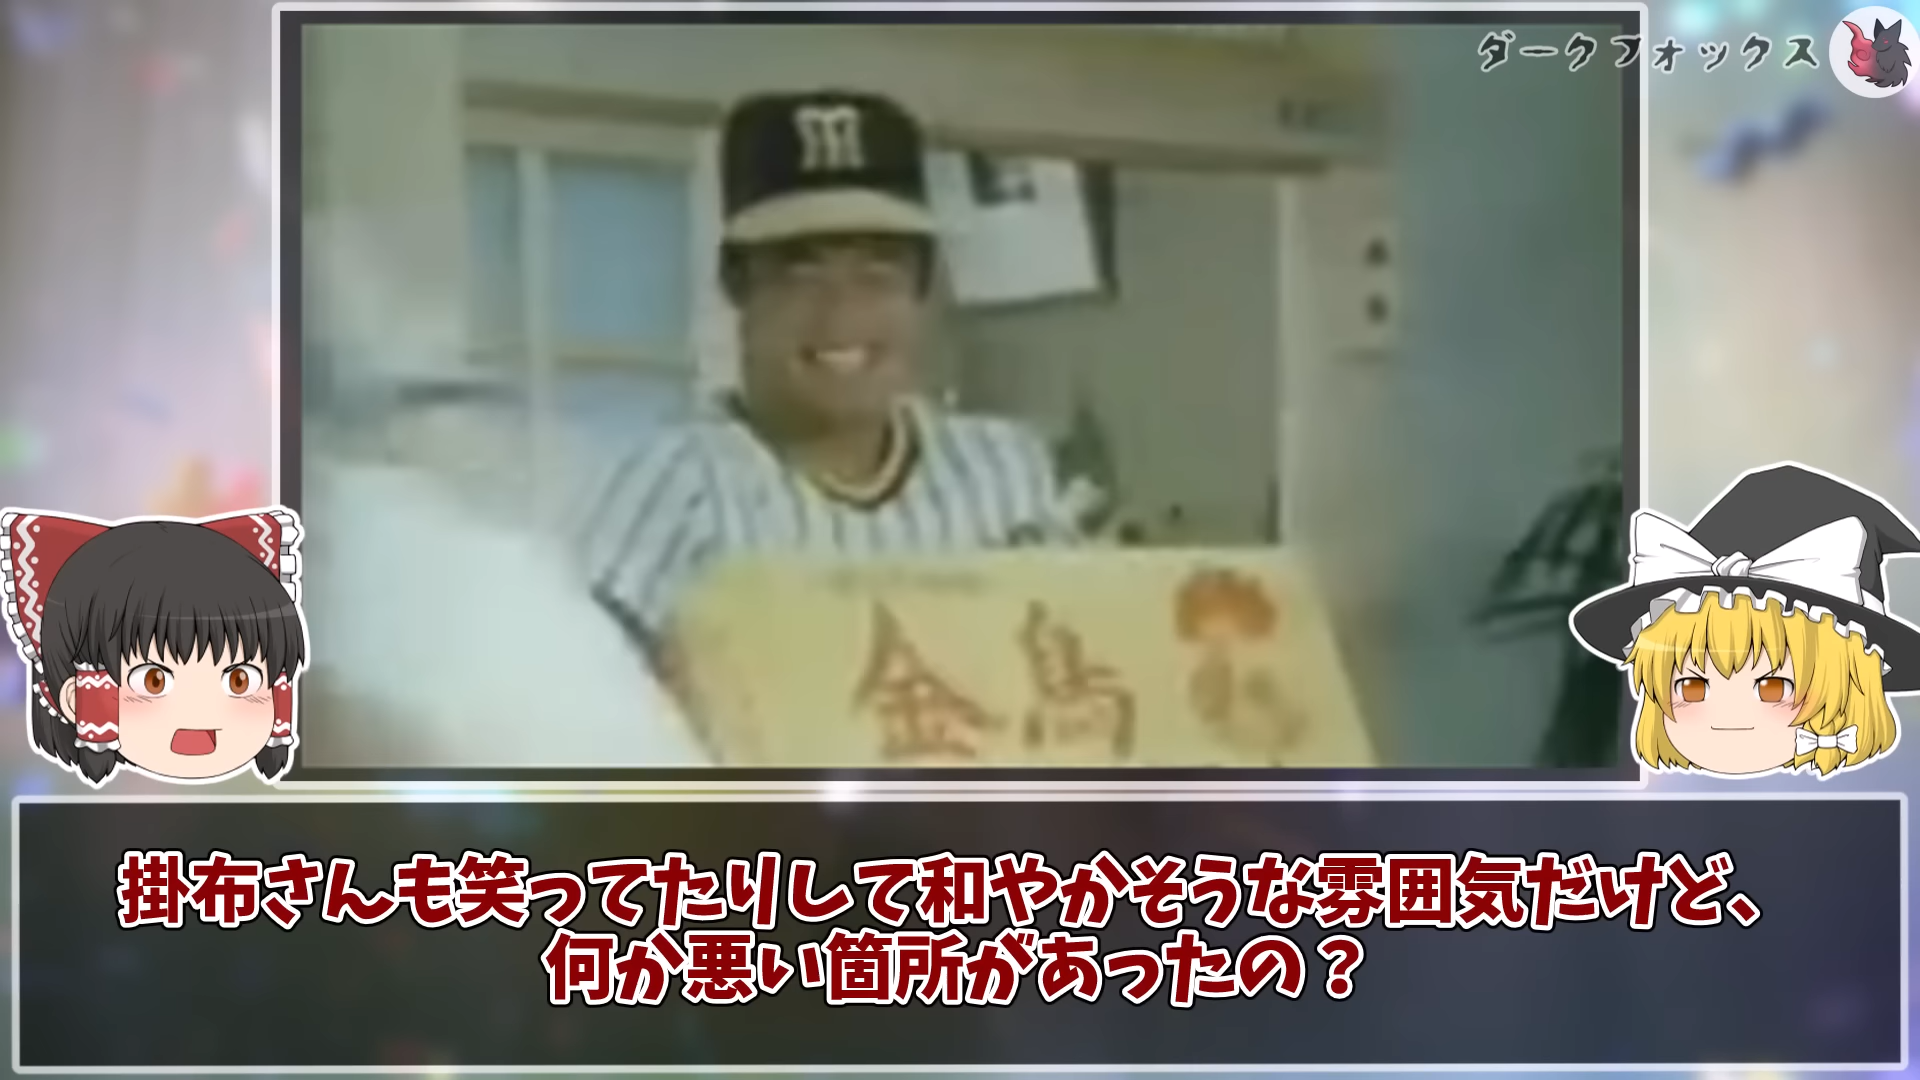 ダークフォックス
金鳥
掛布さんも笑ってたりして和やかそうな雰囲気だけど、
何か悪い箇所があったの？